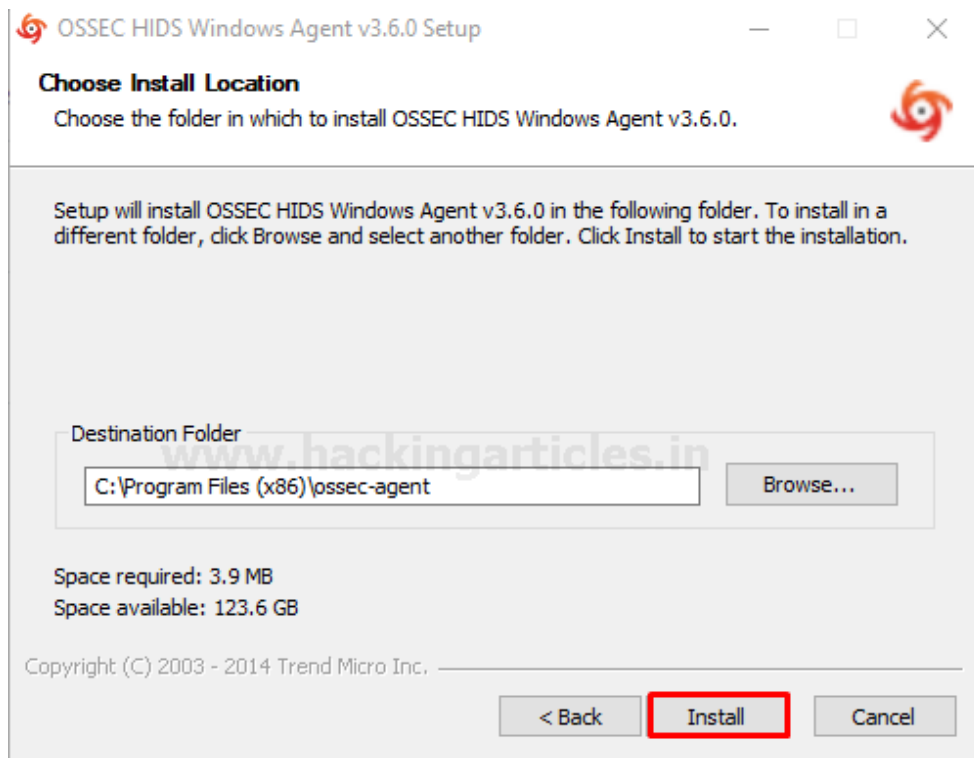 OSSEC HIDS Windows Agent v3.6.0 Setup
Choose Install Location
Choose the folder in which to install OSSEC HIDS Windows Agent v3.6.0.
Setup will install OSSEC HIDS Windows Agent v3.6.0 in the following folder. To install in a
different folder, click Browse and select another folder. Click Install to start the installation.
Destination Folder
www.hackingarticles.in
C:\Program Files (x86)\ossec-agent
Browse...
Space required: 3.9 MB
Space available: 123.6 GB
Copyright (C) 2003 - 2014 Trend Micro Inc.
< Back
Install
Cancel